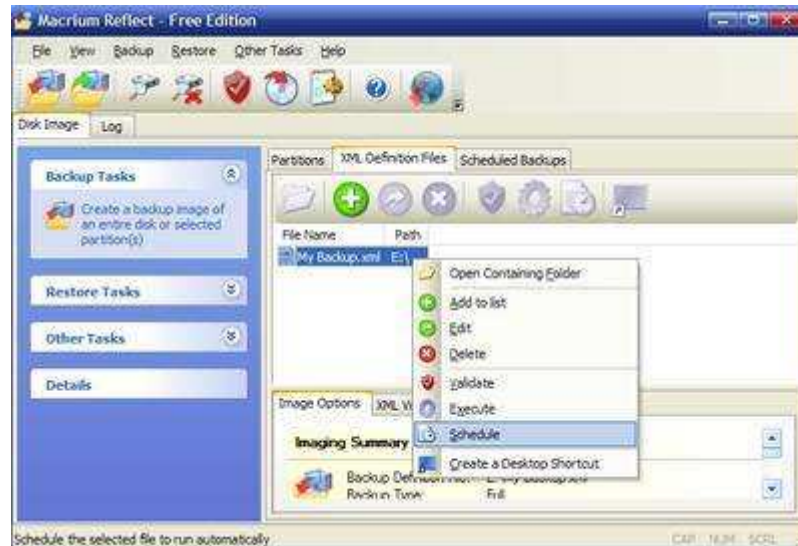 Macrium Reflect - Free Edition
File View Backup Restore Other Tasks Help
Disk Image Log
Partitions XML Definition Files Scheduled Backups
Backup Tasks
Create a backup image of
an entire disk or selected
partition(s)
Restore Tasks
Other Tasks
Details
File Name Path
My Backup.xml E:\
Open Containing Folder
Add to list
Edit
Delete
Validate
Execute
Schedule
Create a Desktop Shortcut
Image Options XML
Imaging Summary
Backup
Backup Type: Full
Schedule the selected file to run automatically
CAP NUM SCRL